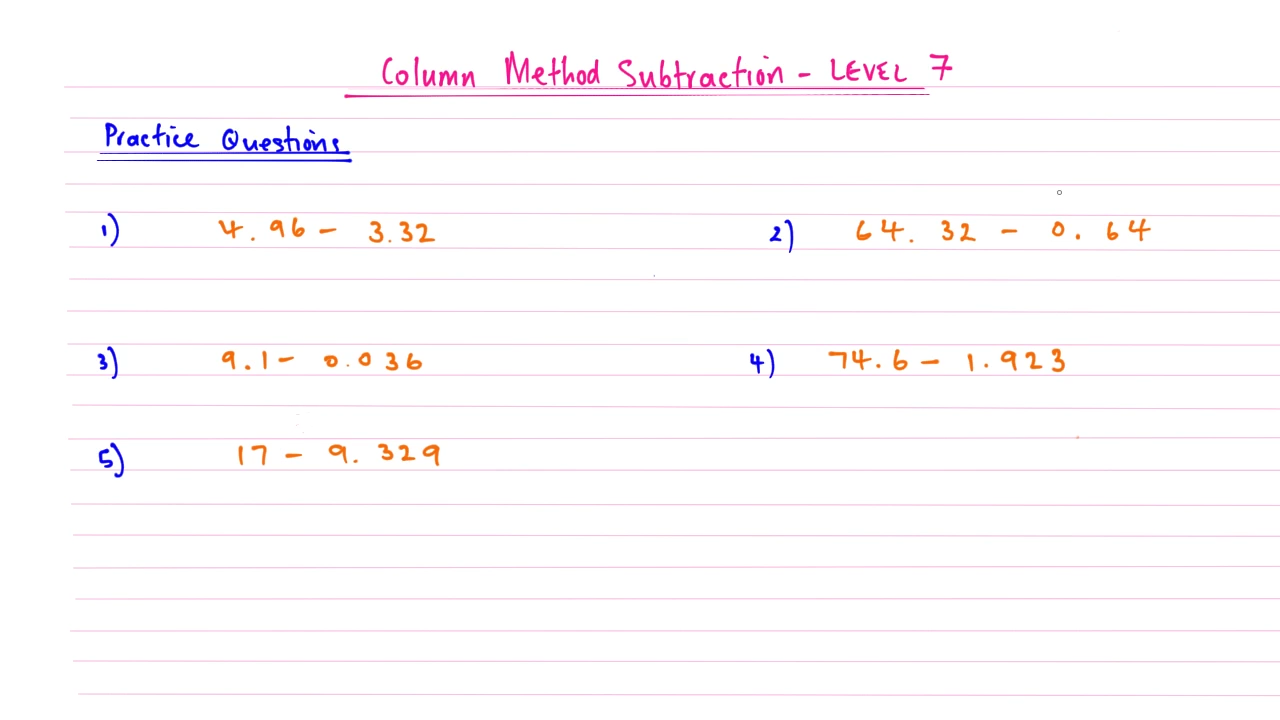 Column Method Subtraction - LEVEL 7
Practice Questions
1) 4.96 - 3.32
2) 64.32 - 0.64
3) 9.1 - 0.036
4) 74.6 - 1.923
5) 17 - 9.329